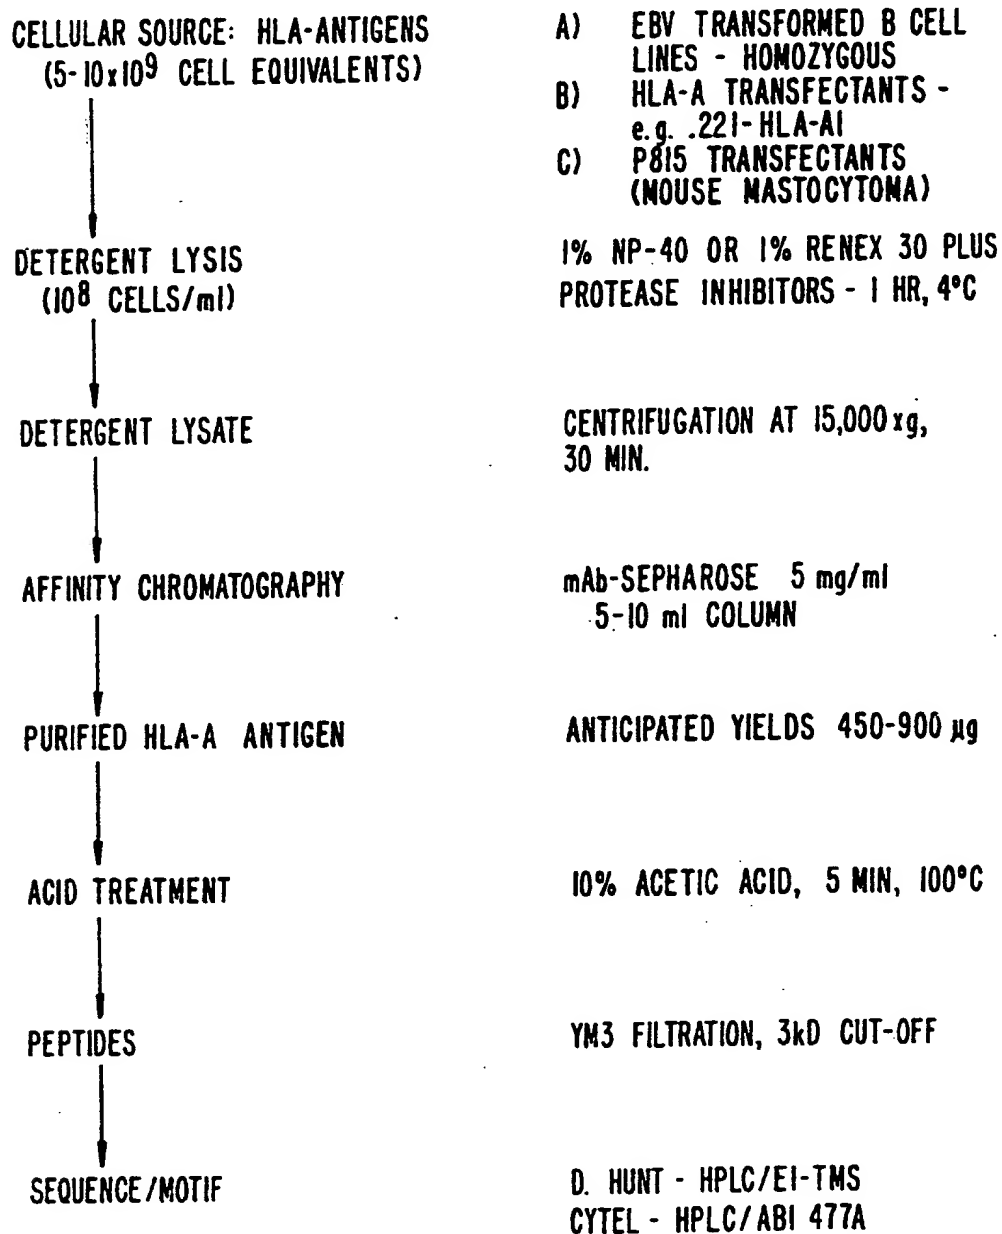 CELLULAR SOURCE: HLA-ANTIGENS
(5-10x10⁹ CELL EQUIVALENTS)
A) EBV TRANSFORMED B CELL
LINES - HOMOZYGOUS
B) HLA-A TRANSFECTANTS -
e.g. .221-HLA-A1
C) P815 TRANSFECTANTS
(MOUSE MASTOCYTOMA)
DETERGENT LYSIS
(10⁸ CELLS/ml)
1% NP-40 OR 1% RENEX 30 PLUS
PROTEASE INHIBITORS - 1 HR, 4°C
DETERGENT LYSATE
CENTRIFUGATION AT 15,000xg,
30 MIN.
AFFINITY CHROMATOGRAPHY
mAb-SEPHAROSE 5 mg/ml
5-10 ml COLUMN
PURIFIED HLA-A ANTIGEN
ANTICIPATED YIELDS 450-900 µg
ACID TREATMENT
10% ACETIC ACID, 5 MIN, 100°C
PEPTIDES
YM3 FILTRATION, 3kD CUT-OFF
SEQUENCE/MOTIF
D. HUNT - HPLC/EI-TMS
CYTEL - HPLC/ABI 477A